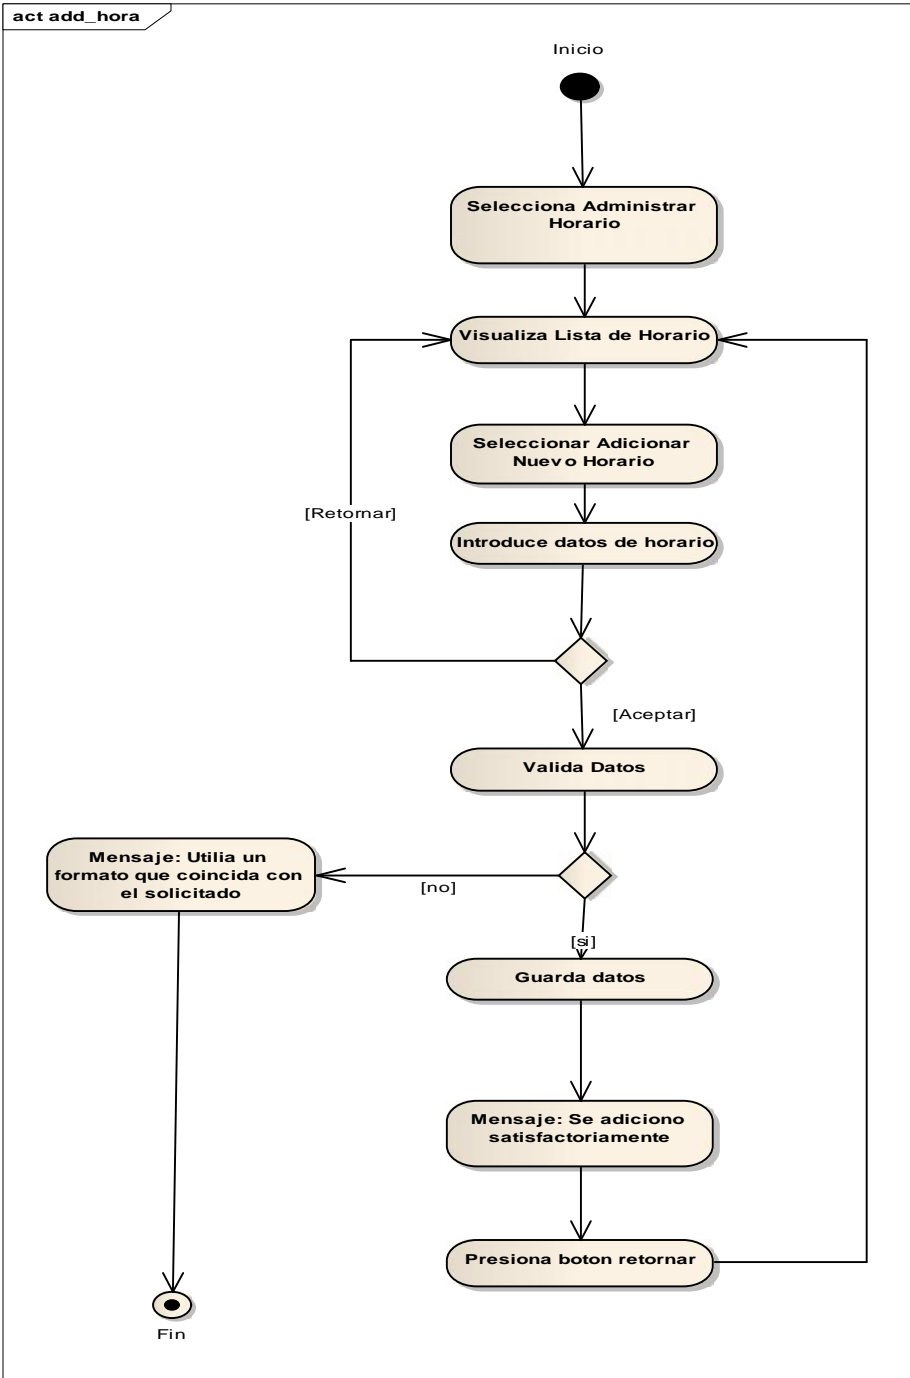 act add_hora
Inicio
Selecciona Administrar
Horario
Visualiza Lista de Horario
Seleccionar Adicionar
Nuevo Horario
[Retornar]
Introduce datos de horario
[Aceptar]
Valida Datos
Mensaje: Utilia un
formato que coincida con
el solicitado
[no]
[si]
Guarda datos
Mensaje: Se adiciono
satisfactoriamente
Presiona boton retornar
Fin